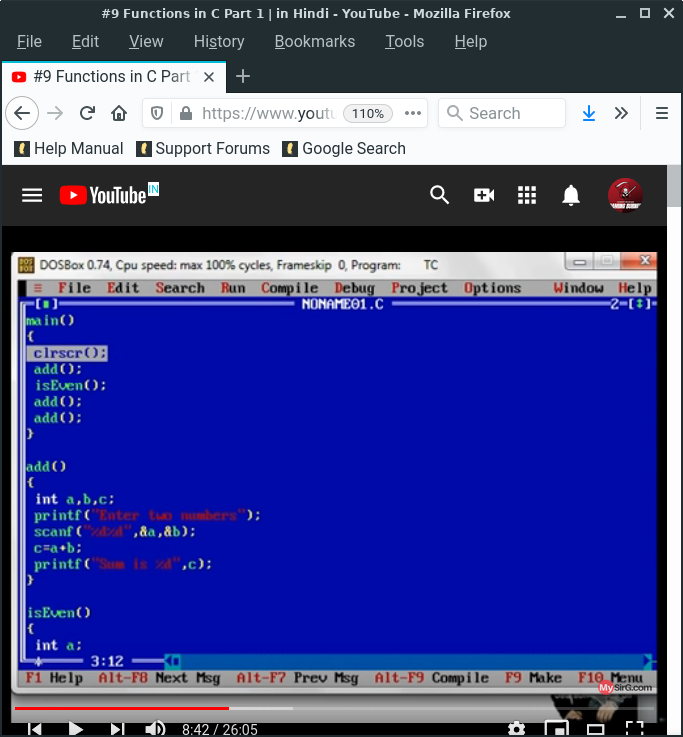 #9 Functions in C Part 1 | in Hindi - YouTube - Mozilla Firefox
File Edit View History Bookmarks Tools Help
#9 Functions in C Part
https://www.youtu 110% Search
Help Manual Support Forums Google Search
YouTube IN
DOSBox 0.74, Cpu speed: max 100% cycles, Frameskip 0, Program: TC
≡ File Edit Search Run Compile Debug Project Options Window Help
[■] NONAME01.C 2=[↕]
main()
{
clrscr();
add();
isEven();
add();
add();
}
add()
{
int a,b,c;
printf("Enter two numbers");
scanf("%d%d",&a,&b);
c=a+b;
printf("Sum is %d",c);
}
isEven()
{
int a;
3:12
F1 Help Alt-F8 Next Msg Alt-F7 Prev Msg Alt-F9 Compile F9 Make F10 Menu
MySirG.com
8:42 / 26:05